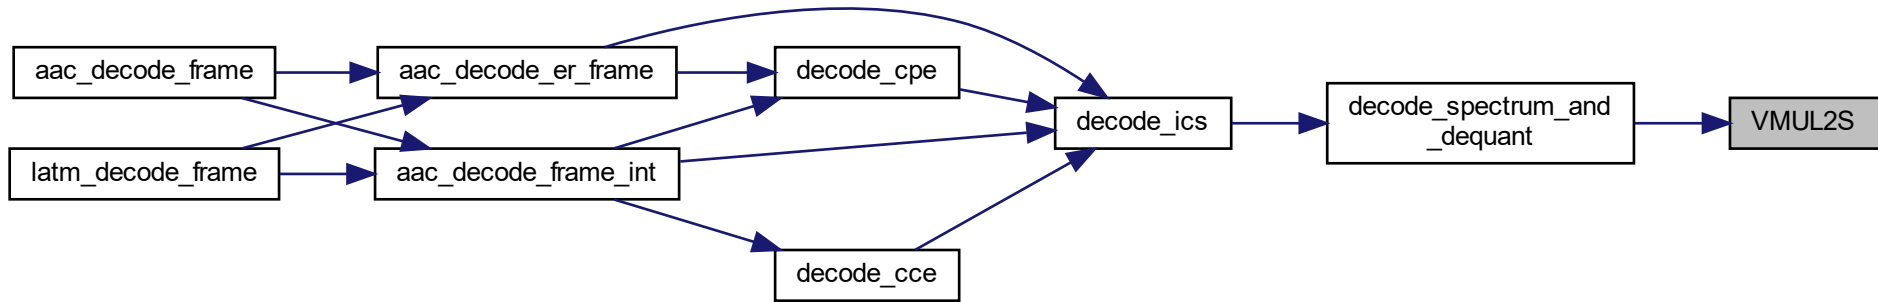 aac_decode_frame
latm_decode_frame
aac_decode_er_frame
aac_decode_frame_int
decode_cpe
decode_cce
decode_ics
decode_spectrum_and
_dequant
VMUL2S